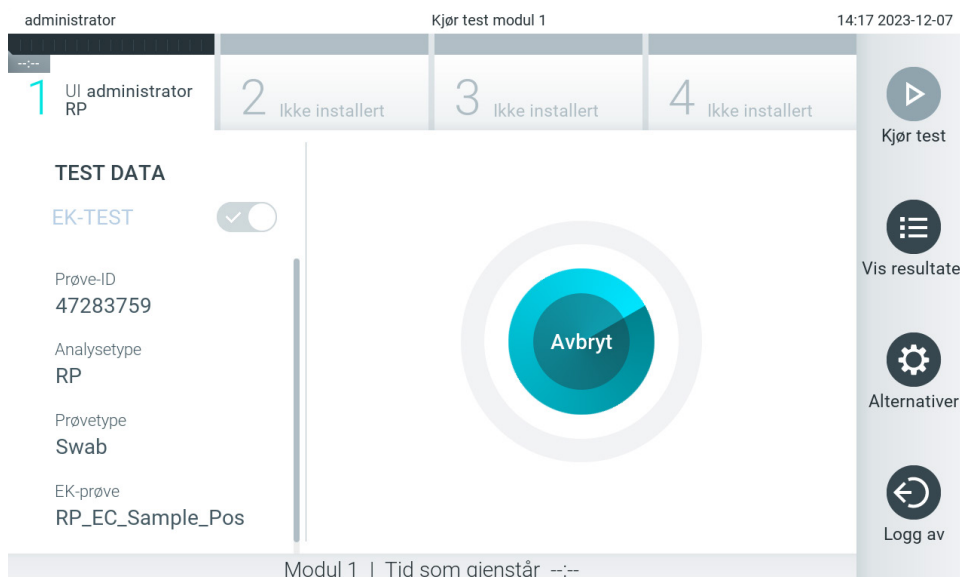 administrator
Kjør test modul 1
14:17 2023-12-07
--:--
1
UI administrator
RP
2
Ikke installert
3
Ikke installert
4
Ikke installert
Kjør test
TEST DATA
EK-TEST
Prøve-ID
47283759
Analysetype
RP
Prøvetype
Swab
EK-prøve
RP_EC_Sample_Pos
Avbryt
Vis resultate
Alternativer
Logg av
Modul 1 | Tid som gjenstår --:--